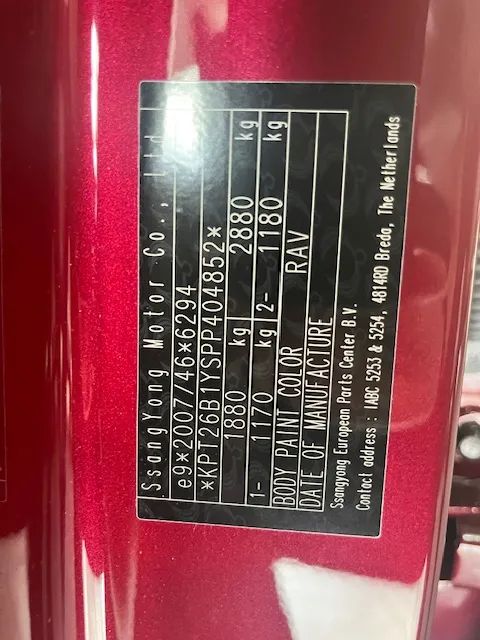 SsangYong Motor Co., Ltd
e9*2007/46*6294
*KPT26B1YSPP404852*
1880 kg 2880 kg
1- 1170 kg 2- 1180 kg
BODY PAINT COLOR RAV
DATE OF MANUFACTURE
Ssangyong European Parts Center B.V.
Contact address : IABC 5253 & 5254, 4814RD Breda, The Netherlands